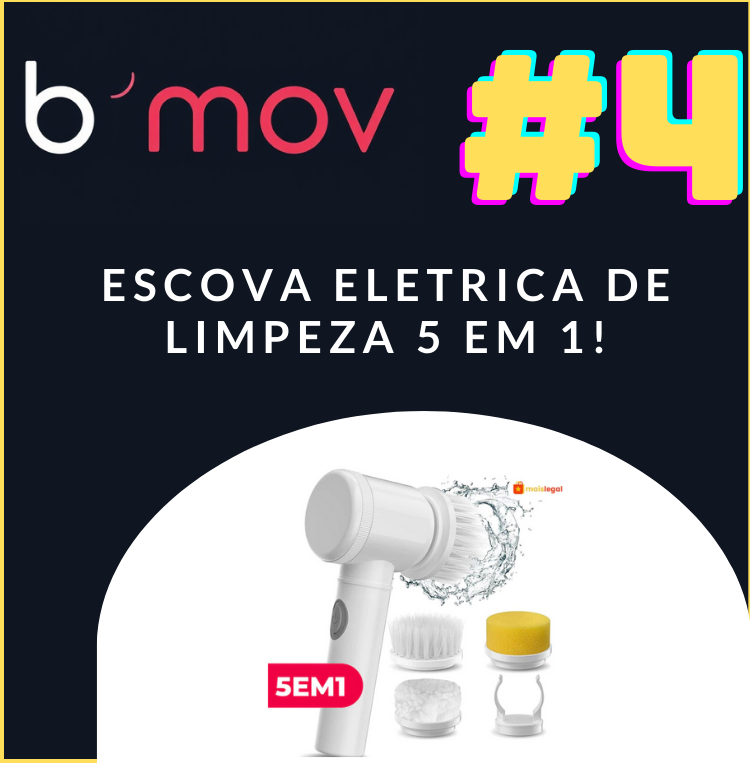 b´mov
#4
ESCOVA ELETRICA DE
LIMPEZA 5 EM 1!
maislegal
5EM1